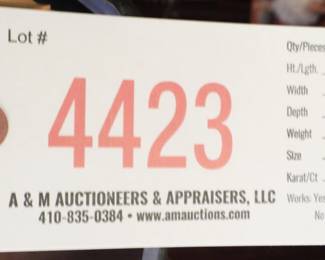 Lot #
4423
A & M AUCTIONEERS & APPRAISERS, LLC
410-835-0384 • www.amauctions.com
Qty/Pieces
Ht./Lgth.
Width
Depth
Weight
Size
Karat/Ct
Works: Yes
No